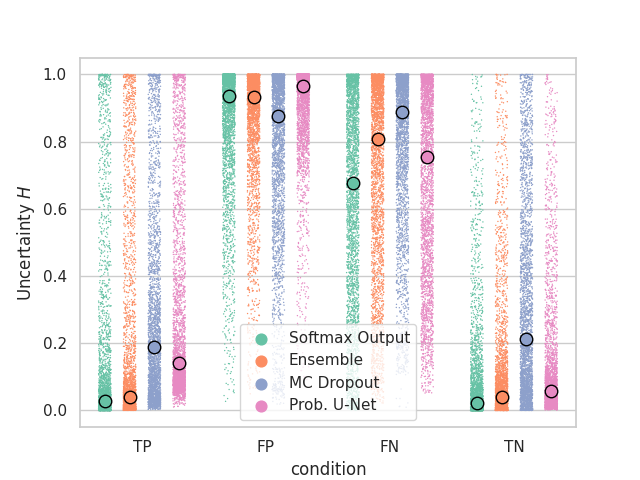 1.0
0.8
0.6
0.4
0.2
0.0
Uncertainty H
Softmax Output
Ensemble
MC Dropout
Prob. U-Net
TP
FP
FN
TN
condition